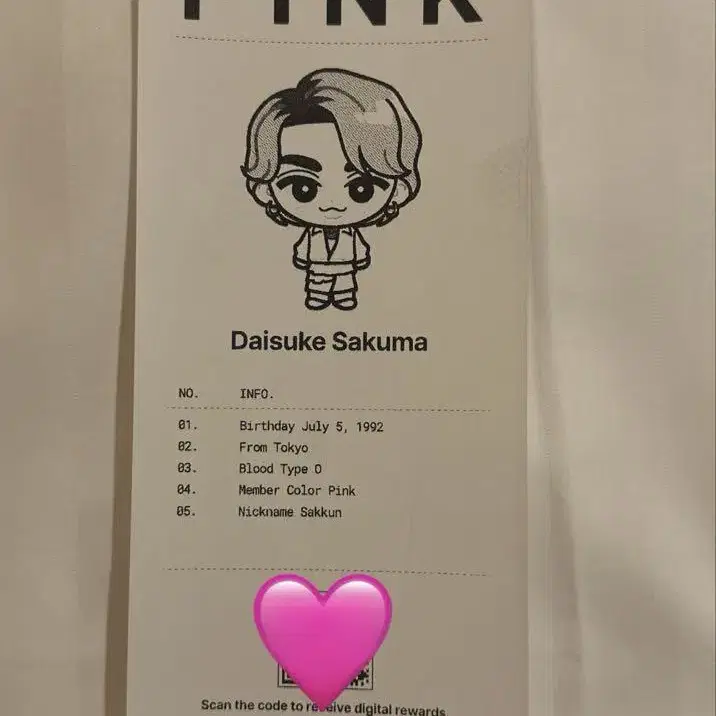 PINK
Daisuke Sakuma
NO. INFO.
01. Birthday July 5, 1992
02. From Tokyo
03. Blood Type O
04. Member Color Pink
05. Nickname Sakkun
Scan the code to receive digital rewards